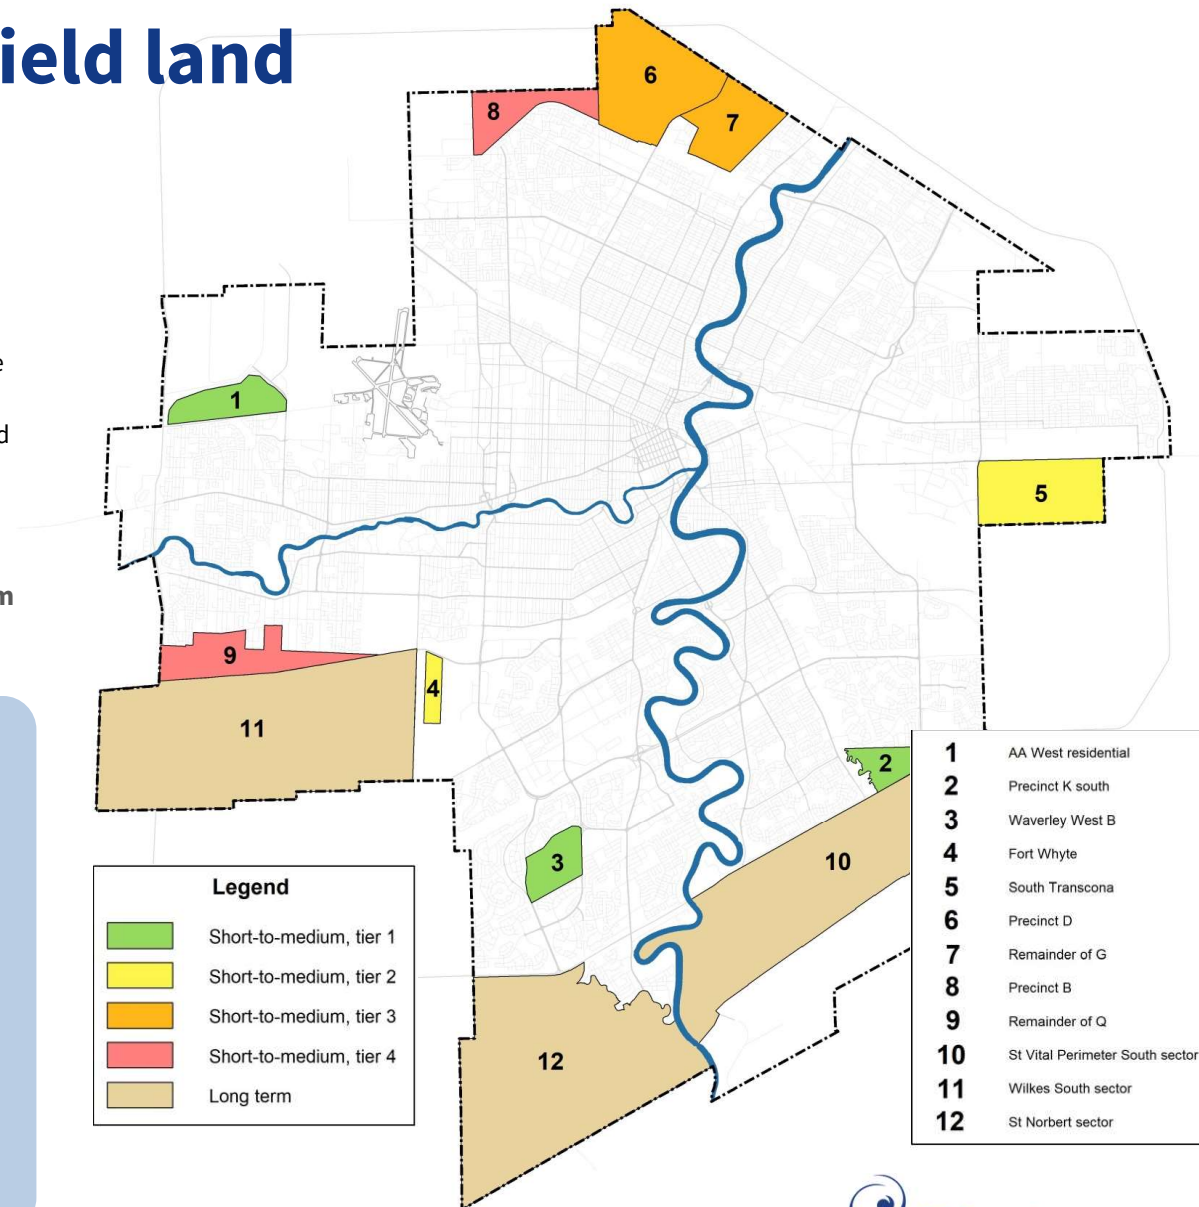 ield land
e
d
m
6
7
8
1
5
9
4
11
2
3
10
12
Legend
Short-to-medium, tier 1
Short-to-medium, tier 2
Short-to-medium, tier 3
Short-to-medium, tier 4
Long term
1 AA West residential
2 Precinct K south
3 Waverley West B
4 Fort Whyte
5 South Transcona
6 Precinct D
7 Remainder of G
8 Precinct B
9 Remainder of Q
10 St Vital Perimeter South sector
11 Wilkes South sector
12 St Norbert sector